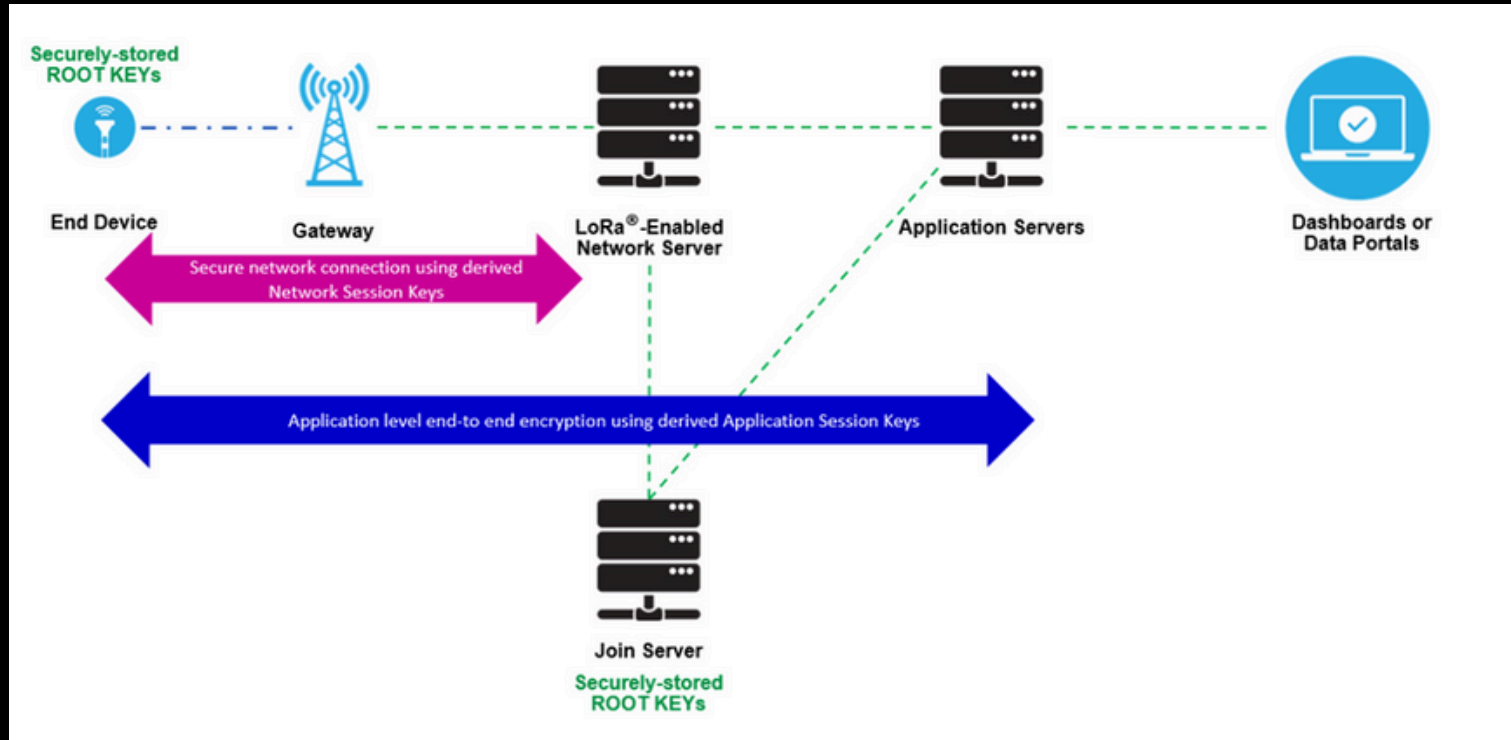 Securely-stored
ROOT KEYs
End Device
Gateway
LoRa®-Enabled
Network Server
Application Servers
Dashboards or
Data Portals
Secure network connection using derived
Network Session Keys
Application level end-to end encryption using derived Application Session Keys
Join Server
Securely-stored
ROOT KEYs